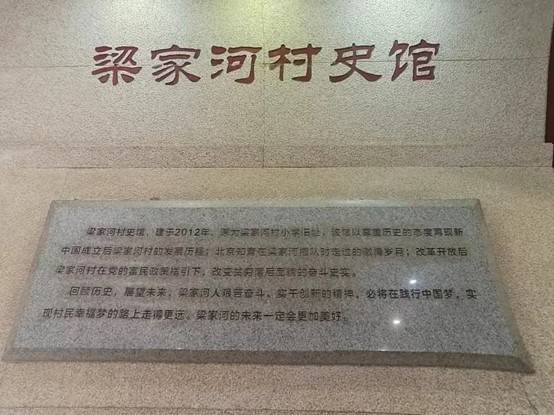 梁家河村史馆
梁家河村史馆，建于2012年，原为梁家河村小学旧址，该馆以尊重历史的态度真现新
中国成立后梁家河村的发展历程；北京知青在梁家河插队时走过的激情岁月；改革开放后
梁家河村在党的富民政策指引下，改变贫穷落后面貌的奋斗史实。
回顾历史，展望未来，梁家河人艰苦奋斗、实干创新的精神，必将在践行中国梦、实
现村民幸福梦的路上走得更远，梁家河的未来一定会更加美好。